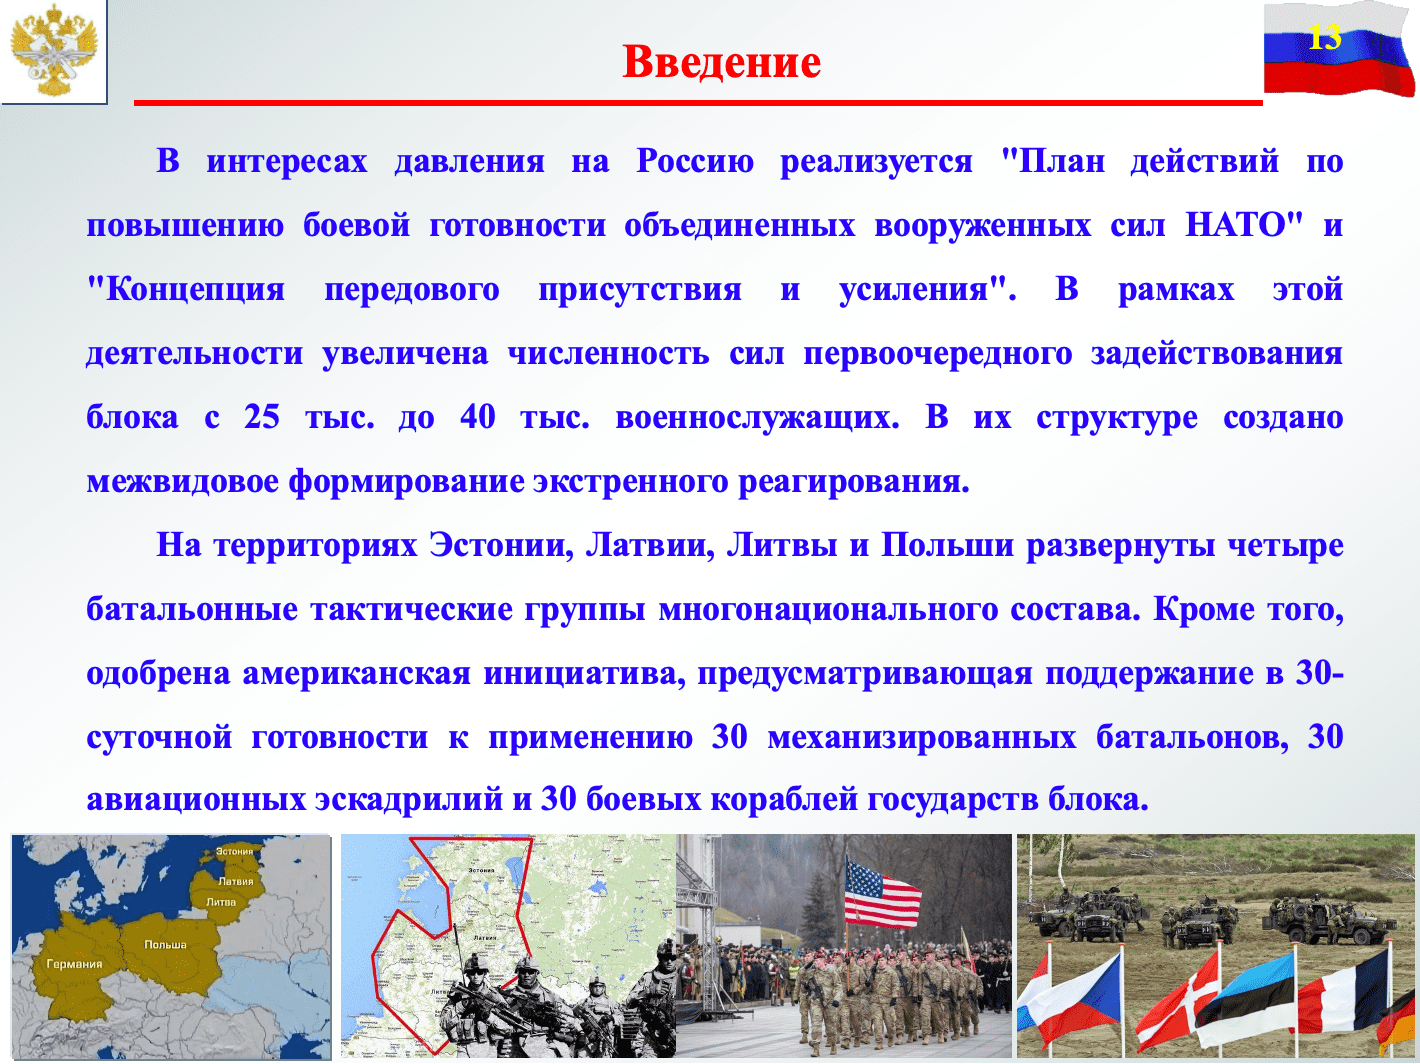 13
Введение
В интересах давления на Россию реализуется "План действий по
повышению боевой готовности объединенных вооруженных сил НАТО" и
"Концепция передового присутствия и усиления". В рамках этой
деятельности увеличена численность сил первоочередного задействования
блока с 25 тыс. до 40 тыс. военнослужащих. В их структуре создано
межвидовое формирование экстренного реагирования.
На территориях Эстонии, Латвии, Литвы и Польши развернуты четыре
батальонные тактические группы многонационального состава. Кроме того,
одобрена американская инициатива, предусматривающая поддержание в 30-
суточной готовности к применению 30 механизированных батальонов, 30
авиационных эскадрилий и 30 боевых кораблей государств блока.
Эстония
Латвия
Литва
Польша
Германия
Эстония
Латвия